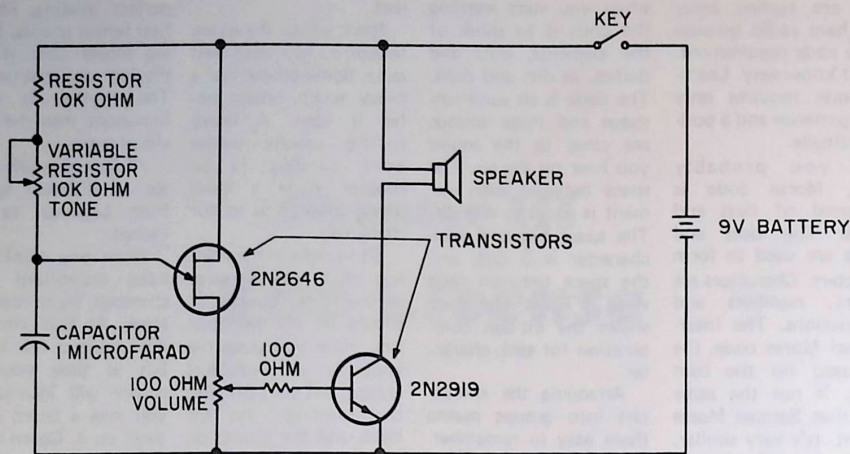 KEY
RESISTOR
10K OHM
VARIABLE
RESISTOR
10K OHM
TONE
SPEAKER
TRANSISTORS
9V BATTERY
2N2646
CAPACITOR
1 MICROFARAD
100
OHM
100 OHM
VOLUME
2N2919